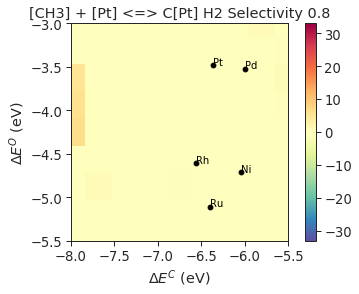 [CH3] + [Pt] <=> C[Pt] H2 Selectivity 0.8
−3.0
−3.5
−4.0
−4.5
−5.0
−5.5
ΔE^O (eV)
Pt
Pd
Rh
Ni
Ru
−8.0 −7.5 −7.0 −6.5 −6.0 −5.5
ΔE^C (eV)
30
20
10
0
−10
−20
−30